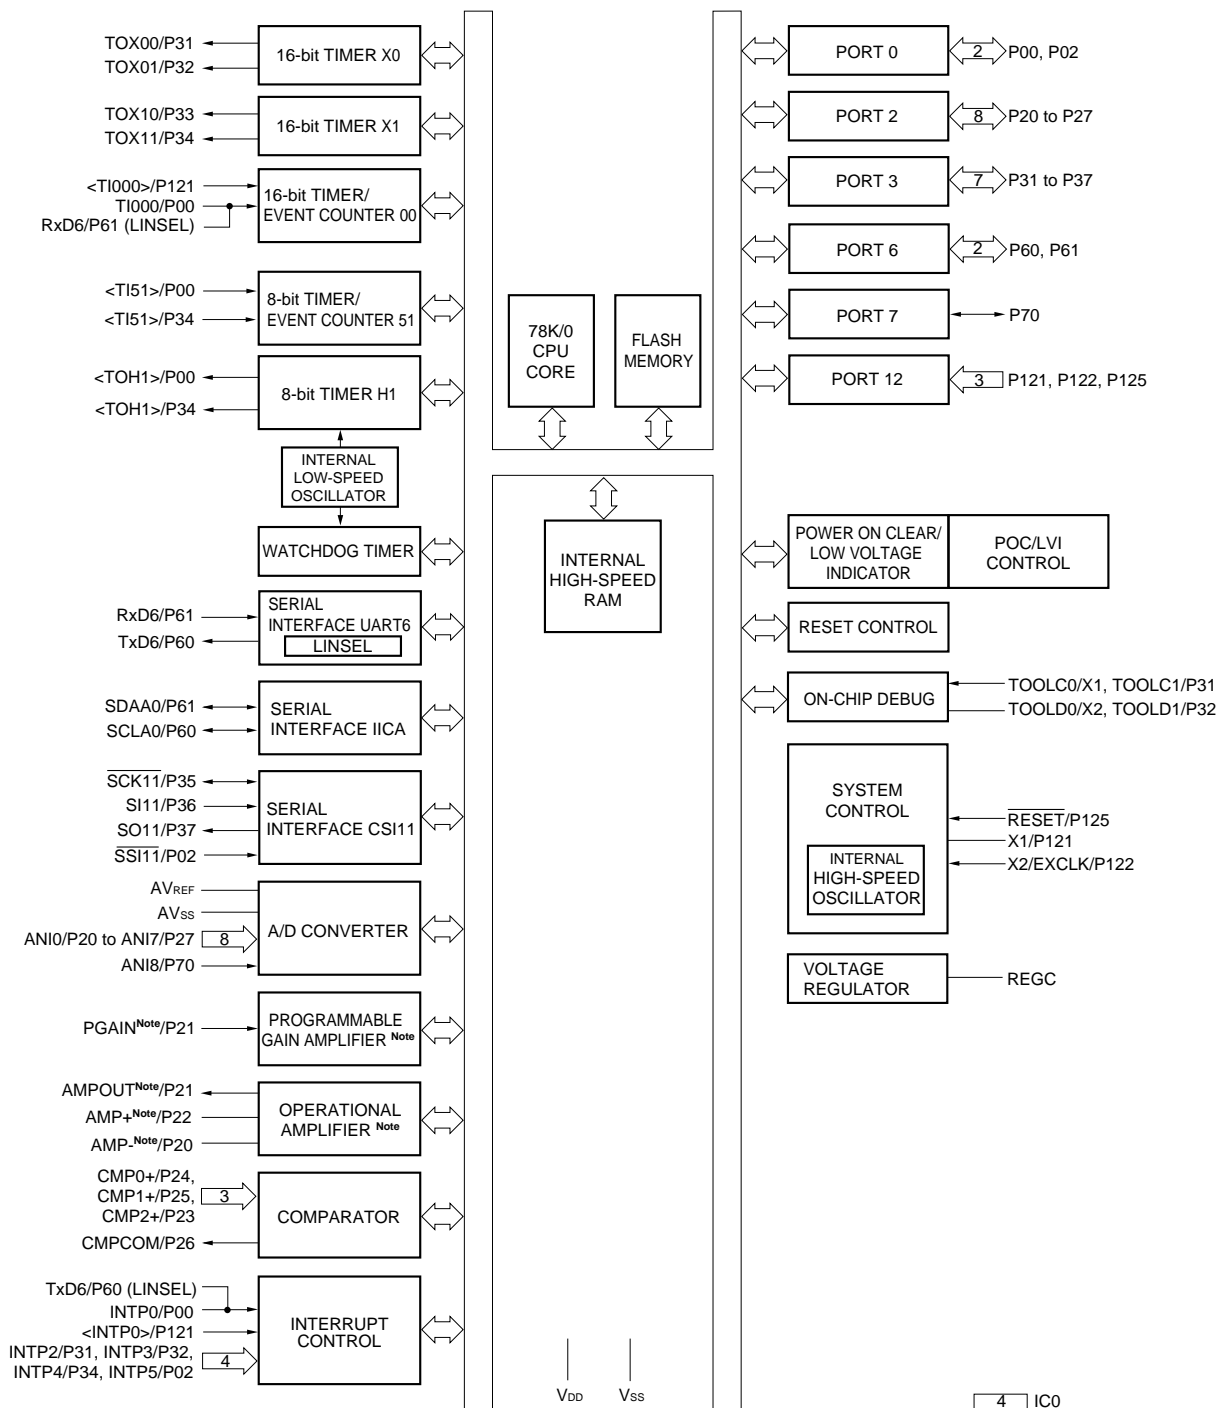 TOX00/P31
TOX01/P32
16-bit TIMER X0
TOX10/P33
TOX11/P34
16-bit TIMER X1
<TI000>/P121
TI000/P00
RxD6/P61 (LINSEL)
16-bit TIMER/
EVENT COUNTER 00
<TI51>/P00
<TI51>/P34
8-bit TIMER/
EVENT COUNTER 51
<TOH1>/P00
<TOH1>/P34
8-bit TIMER H1
INTERNAL
LOW-SPEED
OSCILLATOR
WATCHDOG TIMER
RxD6/P61
TxD6/P60
SERIAL
INTERFACE UART6
LINSEL
SDAA0/P61
SCLA0/P60
SERIAL
INTERFACE IICA
SCK11/P35
SI11/P36
SO11/P37
SSI11/P02
SERIAL
INTERFACE CSI11
AVREF
AVSS
ANI0/P20 to ANI7/P27
8
ANI8/P70
A/D CONVERTER
PGAINNote/P21
PROGRAMMABLE
GAIN AMPLIFIER Note
AMPOUTNote/P21
AMP+Note/P22
AMP-Note/P20
OPERATIONAL
AMPLIFIER Note
CMP0+/P24,
CMP1+/P25,
CMP2+/P23
3
CMPCOM/P26
COMPARATOR
TxD6/P60 (LINSEL)
INTP0/P00
<INTP0>/P121
INTP2/P31, INTP3/P32,
INTP4/P34, INTP5/P02
4
INTERRUPT
CONTROL
78K/0
CPU
CORE
FLASH
MEMORY
INTERNAL
HIGH-SPEED
RAM
VDD
VSS
PORT 0
2
P00, P02
PORT 2
8
P20 to P27
PORT 3
7
P31 to P37
PORT 6
2
P60, P61
PORT 7
P70
PORT 12
3
P121, P122, P125
POWER ON CLEAR/
LOW VOLTAGE
INDICATOR
POC/LVI
CONTROL
RESET CONTROL
ON-CHIP DEBUG
TOOLC0/X1, TOOLC1/P31
TOOLD0/X2, TOOLD1/P32
SYSTEM
CONTROL
INTERNAL
HIGH-SPEED
OSCILLATOR
RESET/P125
X1/P121
X2/EXCLK/P122
VOLTAGE
REGULATOR
REGC
4
IC0